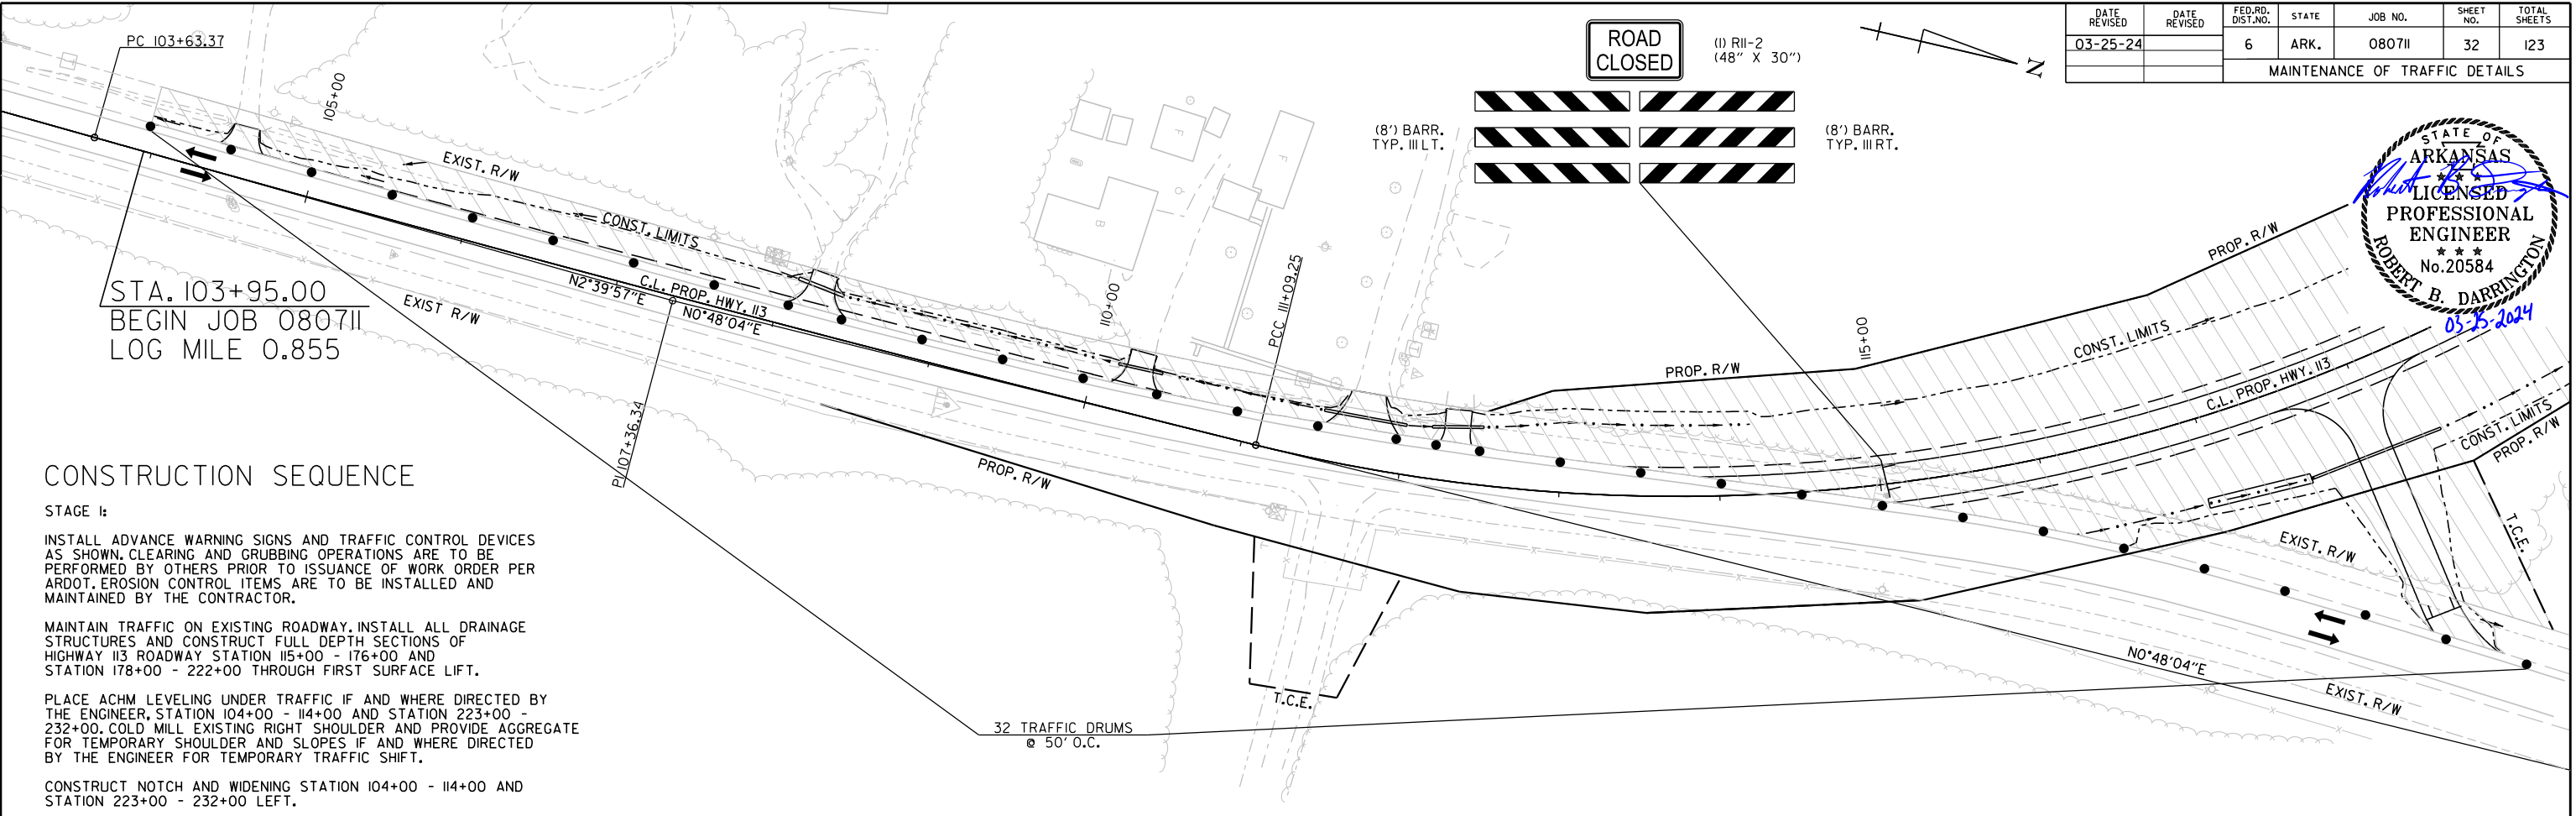 DATE REVISED
DATE REVISED
FED.RD. DIST.NO.
STATE
JOB NO.
SHEET NO.
TOTAL SHEETS
03-25-24
6
ARK.
080711
32
123
MAINTENANCE OF TRAFFIC DETAILS
ROAD
CLOSED
(1) R11-2
(48" X 30")
N
(8') BARR.
TYP. III LT.
(8') BARR.
TYP. III RT.
STATE OF
ARKANSAS
★ ★ ★
LICENSED
PROFESSIONAL
ENGINEER
★ ★ ★
No.20584
ROBERT B. DARRINGTON
03-25-2024
PC 103+63.37
105+00
EXIST. R/W
CONST. LIMITS
C.L. PROP. HWY. 113
N2°39'57"E
N0°48'04"E
EXIST R/W
STA. 103+95.00
BEGIN JOB 080711
LOG MILE 0.855
PI 107+36.34
110+00
PCC 111+09.25
PROP. R/W
115+00
PROP. R/W
PROP. R/W
CONST. LIMITS
C.L. PROP. HWY. 113
CONST. LIMITS
PROP. R/W
T.C.E.
EXIST. R/W
N0°48'04"E
EXIST. R/W
T.C.E.
32 TRAFFIC DRUMS
@ 50' O.C.
F
F
B
CONSTRUCTION SEQUENCE
STAGE 1:
INSTALL ADVANCE WARNING SIGNS AND TRAFFIC CONTROL DEVICES
AS SHOWN. CLEARING AND GRUBBING OPERATIONS ARE TO BE
PERFORMED BY OTHERS PRIOR TO ISSUANCE OF WORK ORDER PER
ARDOT. EROSION CONTROL ITEMS ARE TO BE INSTALLED AND
MAINTAINED BY THE CONTRACTOR.
MAINTAIN TRAFFIC ON EXISTING ROADWAY. INSTALL ALL DRAINAGE
STRUCTURES AND CONSTRUCT FULL DEPTH SECTIONS OF
HIGHWAY 113 ROADWAY STATION 115+00 - 176+00 AND
STATION 178+00 - 222+00 THROUGH FIRST SURFACE LIFT.
PLACE ACHM LEVELING UNDER TRAFFIC IF AND WHERE DIRECTED BY
THE ENGINEER, STATION 104+00 - 114+00 AND STATION 223+00 -
232+00. COLD MILL EXISTING RIGHT SHOULDER AND PROVIDE AGGREGATE
FOR TEMPORARY SHOULDER AND SLOPES IF AND WHERE DIRECTED
BY THE ENGINEER FOR TEMPORARY TRAFFIC SHIFT.
CONSTRUCT NOTCH AND WIDENING STATION 104+00 - 114+00 AND
STATION 223+00 - 232+00 LEFT.